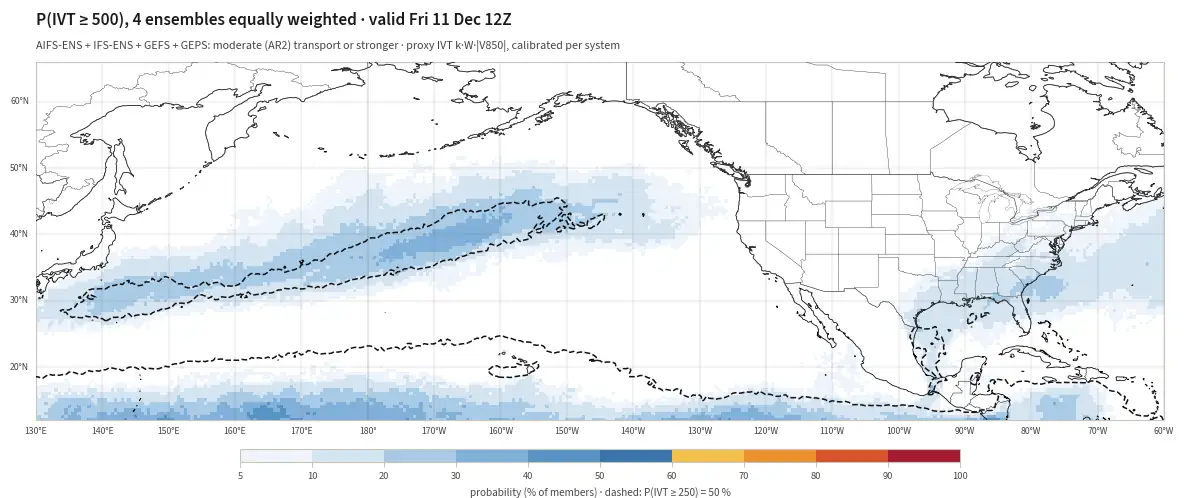 P(IVT ≥ 500), 4 ensembles equally weighted · valid Fri 11 Dec 12Z
AIFS-ENS + IFS-ENS + GEFS + GEPS: moderate (AR2) transport or stronger · proxy IVT k·W·|V850|, calibrated per system
60°N
50°N
40°N
30°N
20°N
130°E 140°E 150°E 160°E 170°E 180° 170°W 160°W 150°W 140°W 130°W 120°W 110°W 100°W 90°W 80°W 70°W 60°W
5 10 20 30 40 50 60 70 80 90 100
probability (% of members) · dashed: P(IVT ≥ 250) = 50 %